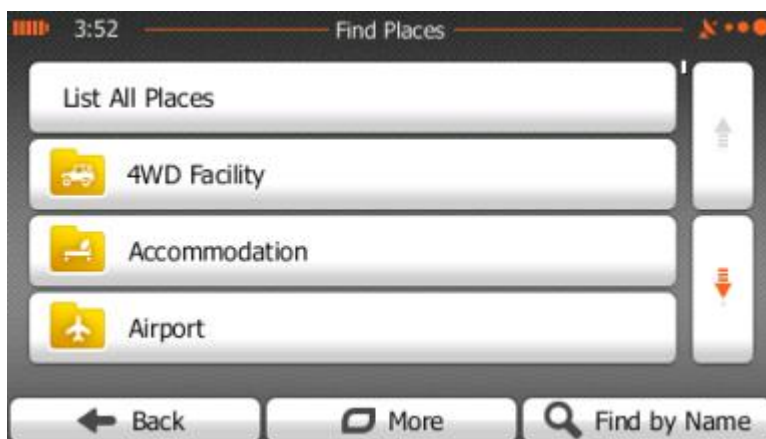 3:52 Find Places
List All Places
4WD Facility
Accommodation
Airport
Back More Find by Name